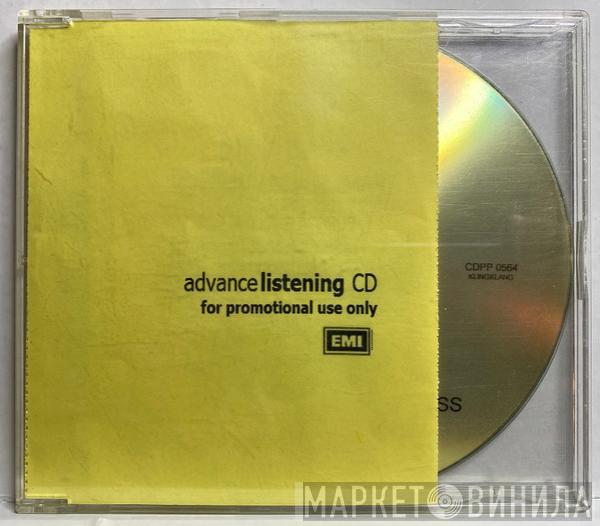 advance listening CD
for promotional use only
EMI
CDPP 0564
KLINGKLANG
SS
МАРКЕТ ВИНИЛА